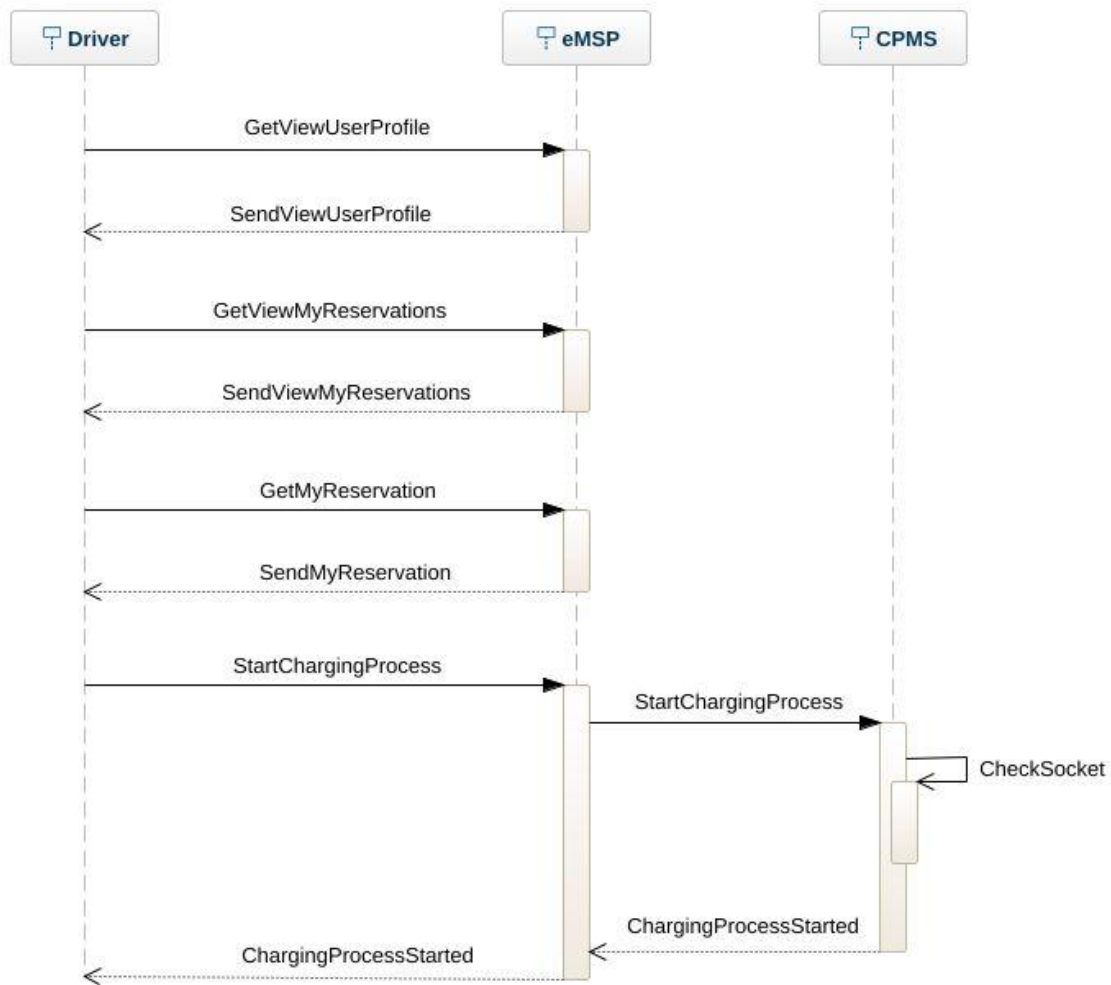 Driver
eMSP
CPMS
GetViewUserProfile
SendViewUserProfile
GetViewMyReservations
SendViewMyReservations
GetMyReservation
SendMyReservation
StartChargingProcess
StartChargingProcess
CheckSocket
ChargingProcessStarted
ChargingProcessStarted